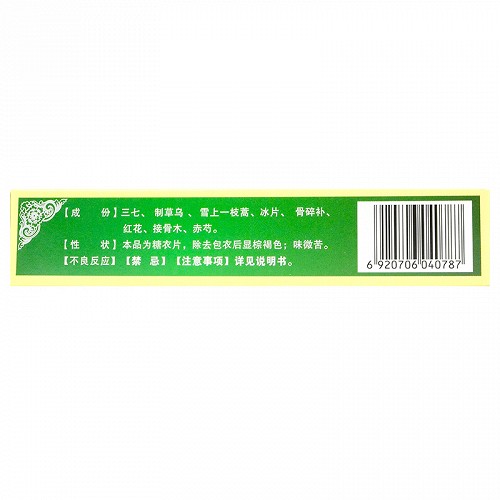 【成　份】三七、制草乌、雪上一枝蒿、冰片、骨碎补、
红花、接骨木、赤芍。
【性　状】本品为糖衣片，除去包衣后显棕褐色；味微苦。
【不良反应】【禁　忌】【注意事项】详见说明书。
6 920706 040787